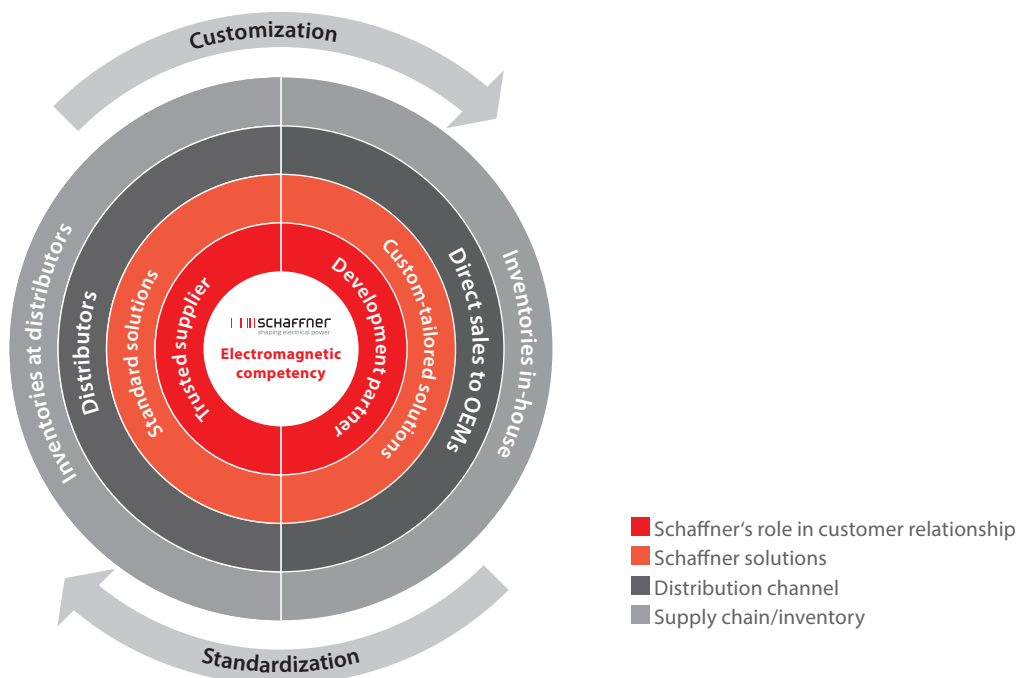 Customization
Inventories at distributors
Distributors
Standard solutions
Trusted supplier
SCHAFFNER
shaping electrical power
Electromagnetic
competency
Development partner
Custom-tailored solutions
Direct sales to OEMs
Inventories in-house
Standardization
Schaffner‘s role in customer relationship
Schaffner solutions
Distribution channel
Supply chain/inventory